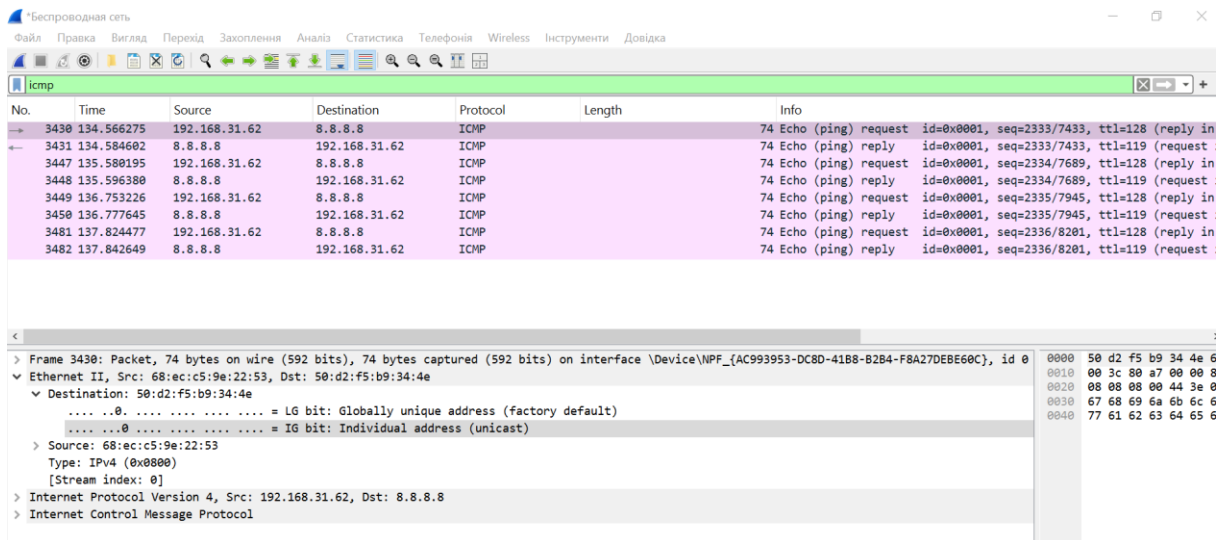 *Беспроводная сеть
Файл Правка Вигляд Перехід Захоплення Аналіз Статистика Телефонія Wireless Інструменти Довідка
icmp
No. Time Source Destination Protocol Length Info
3430 134.566275 192.168.31.62 8.8.8.8 ICMP 74 Echo (ping) request id=0x0001, seq=2333/7433, ttl=128 (reply in
3431 134.584602 8.8.8.8 192.168.31.62 ICMP 74 Echo (ping) reply id=0x0001, seq=2333/7433, ttl=119 (request
3447 135.580195 192.168.31.62 8.8.8.8 ICMP 74 Echo (ping) request id=0x0001, seq=2334/7689, ttl=128 (reply in
3448 135.596380 8.8.8.8 192.168.31.62 ICMP 74 Echo (ping) reply id=0x0001, seq=2334/7689, ttl=119 (request
3449 136.753226 192.168.31.62 8.8.8.8 ICMP 74 Echo (ping) request id=0x0001, seq=2335/7945, ttl=128 (reply in
3450 136.777645 8.8.8.8 192.168.31.62 ICMP 74 Echo (ping) reply id=0x0001, seq=2335/7945, ttl=119 (request
3481 137.824477 192.168.31.62 8.8.8.8 ICMP 74 Echo (ping) request id=0x0001, seq=2336/8201, ttl=128 (reply in
3482 137.842649 8.8.8.8 192.168.31.62 ICMP 74 Echo (ping) reply id=0x0001, seq=2336/8201, ttl=119 (request
Frame 3430: Packet, 74 bytes on wire (592 bits), 74 bytes captured (592 bits) on interface \Device\NPF_{AC993953-DC8D-41B8-B2B4-F8A27DEBE60C}, id 0
Ethernet II, Src: 68:ec:c5:9e:22:53, Dst: 50:d2:f5:b9:34:4e
Destination: 50:d2:f5:b9:34:4e
.... ..0. .... .... .... .... = LG bit: Globally unique address (factory default)
.... ...0 .... .... .... .... = IG bit: Individual address (unicast)
Source: 68:ec:c5:9e:22:53
Type: IPv4 (0x0800)
[Stream index: 0]
Internet Protocol Version 4, Src: 192.168.31.62, Dst: 8.8.8.8
Internet Control Message Protocol
0000 50 d2 f5 b9 34 4e 6
0010 00 3c 80 a7 00 00 8
0020 08 08 08 00 44 3e 0
0030 67 68 69 6a 6b 6c 6
0040 77 61 62 63 64 65 6